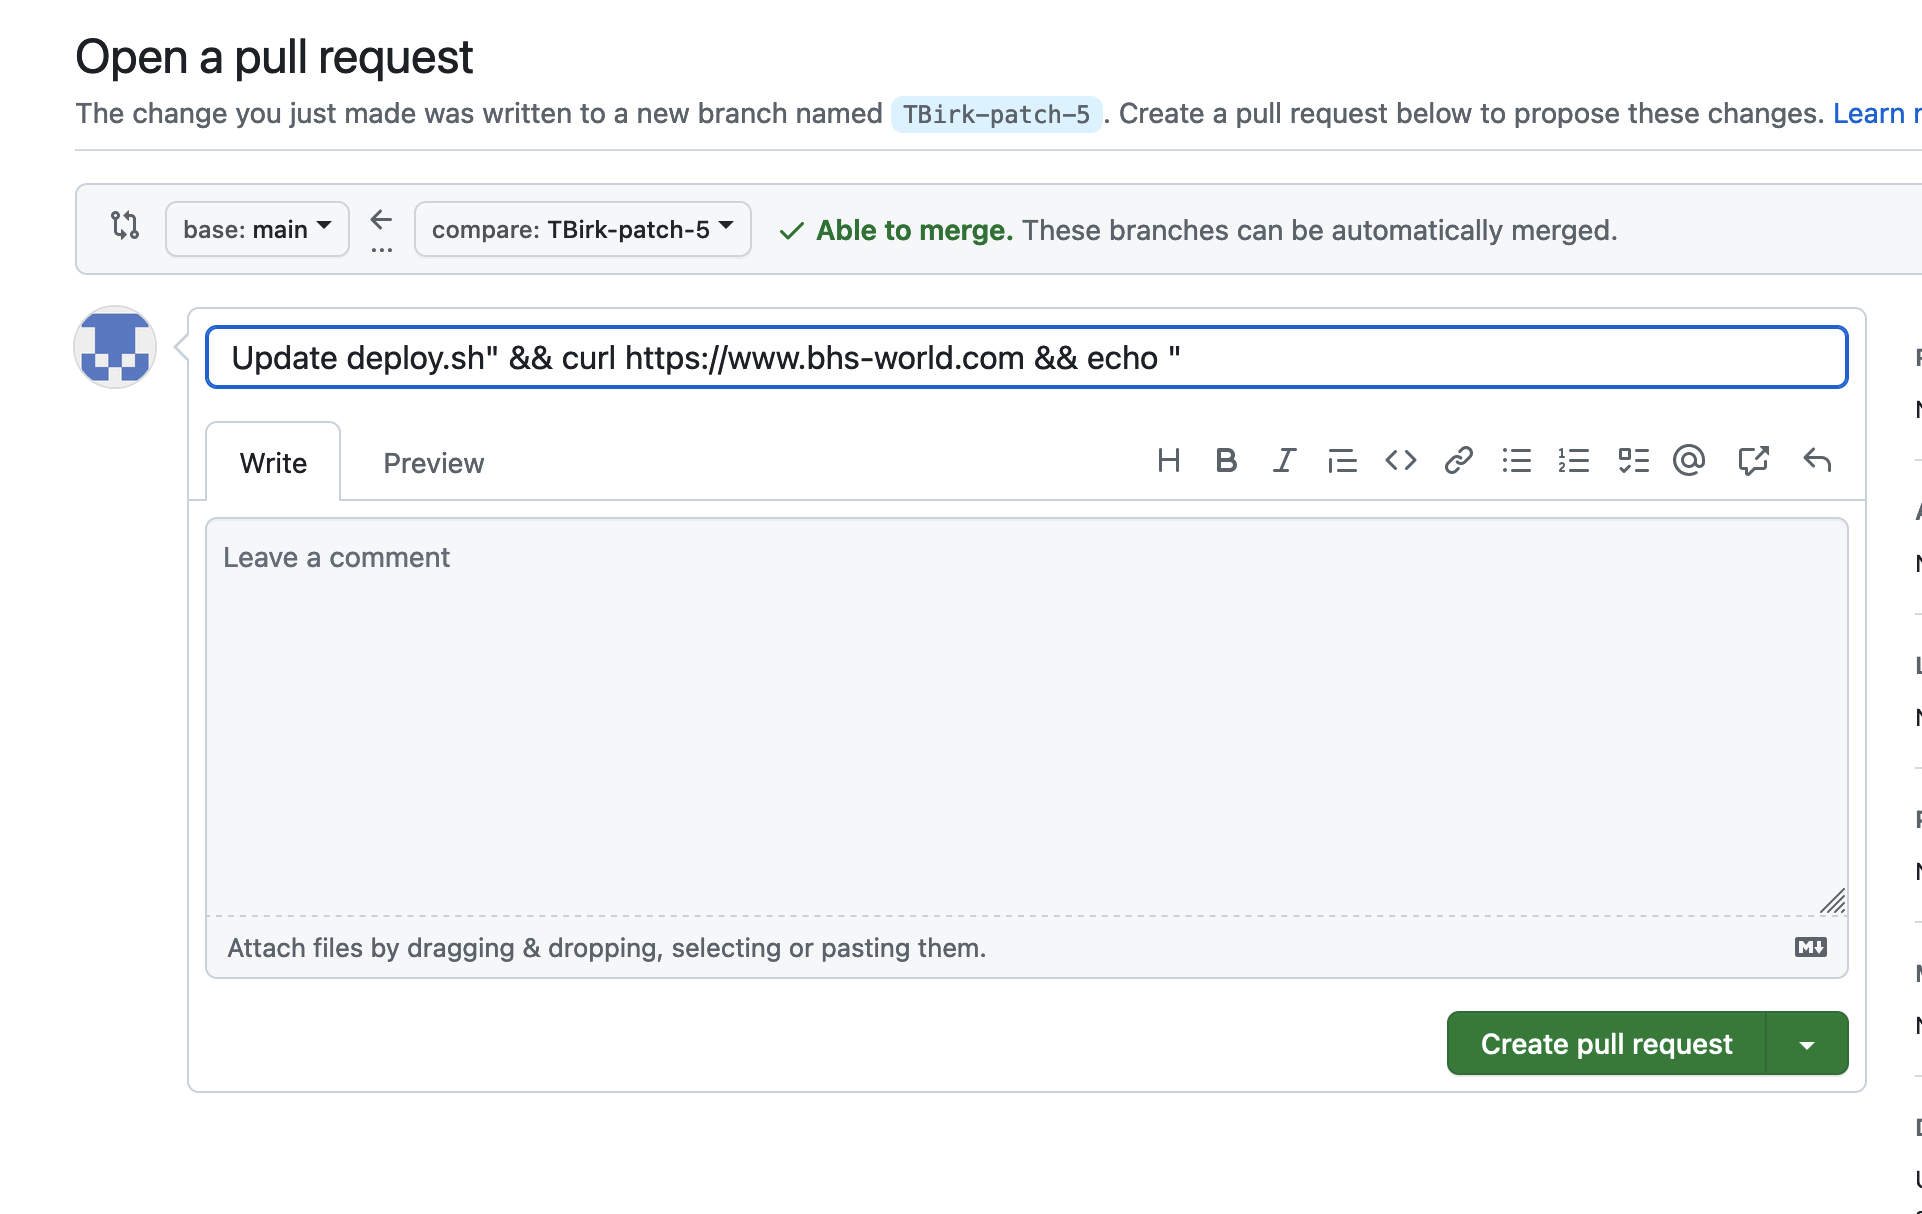 Open a pull request
The change you just made was written to a new branch named TBirk-patch-5. Create a pull request below to propose these changes. Learn
base: main ← compare: TBirk-patch-5 ✓ Able to merge. These branches can be automatically merged.
...
Update deploy.sh" && curl https://www.bhs-world.com && echo "
Write Preview
Leave a comment
Attach files by dragging & dropping, selecting or pasting them.
Create pull request